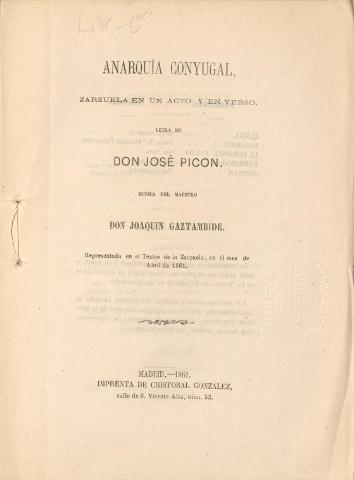 ANARQUÍA CONYUGAL,
ZARZUELA EN UN ACTO Y EN VERSO.
LETRA DE
DON JOSÉ PICON.
MUSICA DEL MAESTRO
DON JOAQUIN GAZTAMBIDE.
Representada en el Teatro de la Zarzuela, en el mes de
Abril de 1861.
MADRID.—1861.
IMPRENTA DE CRISTOBAL GONZALEZ,
calle de S. Vicente Alta, núm. 52.